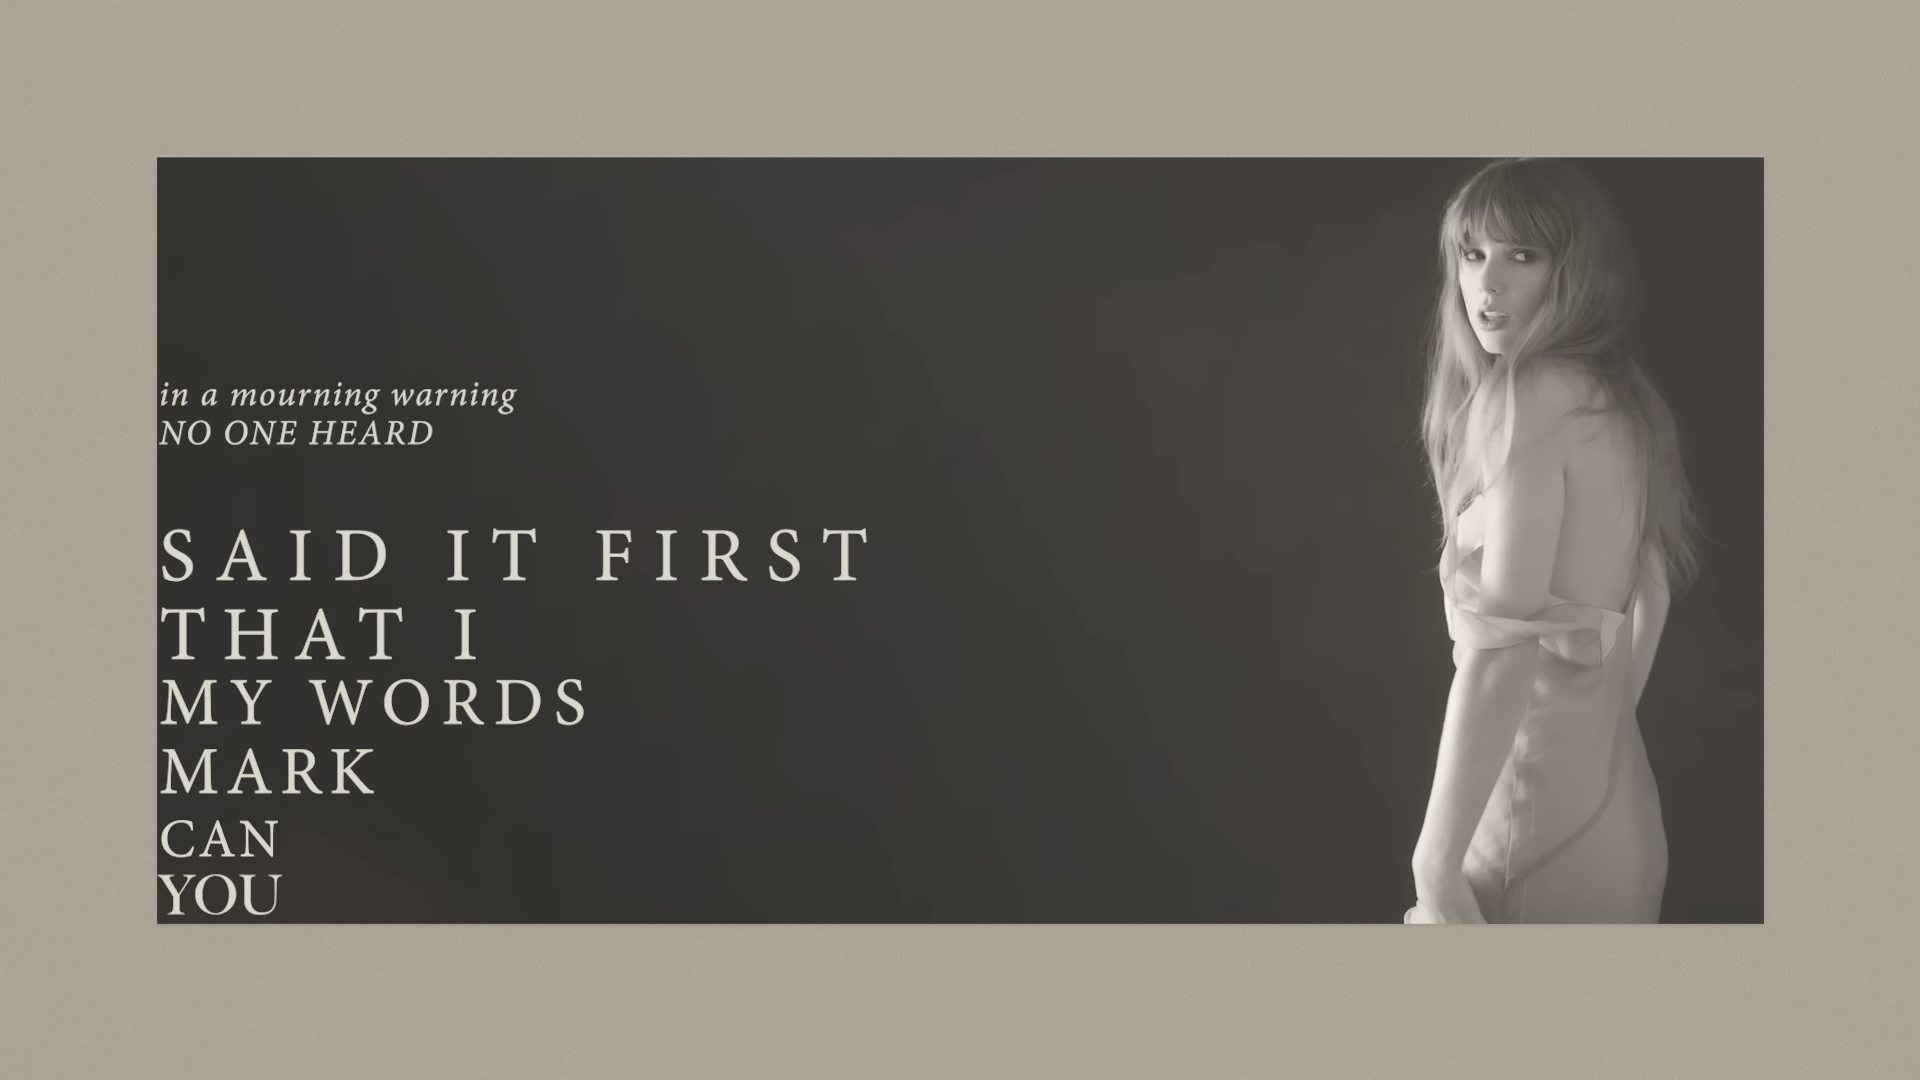 in a mourning warning
NO ONE HEARD
SAID IT FIRST
THAT I
MY WORDS
MARK
CAN
YOU